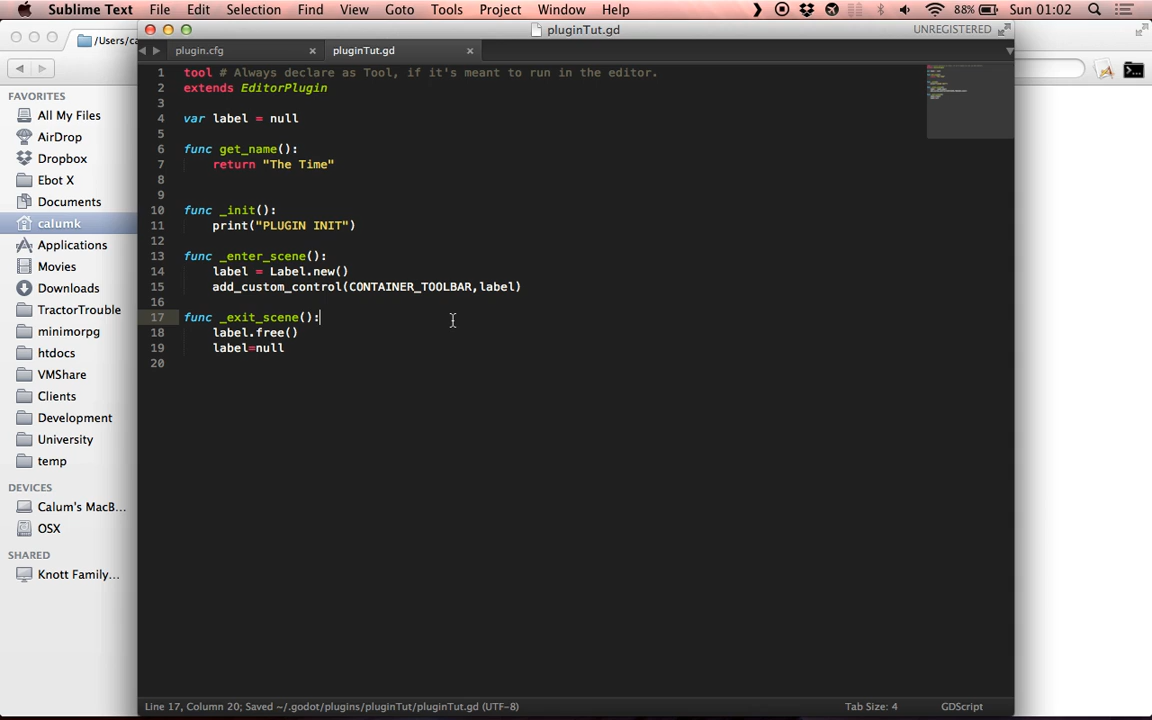 Sublime Text File Edit Selection Find View Goto Tools Project Window Help 88% Sun 01:02
pluginTut.gd UNREGISTERED
/Users/ca
plugin.cfg pluginTut.gd
FAVORITES
All My Files
AirDrop
Dropbox
Ebot X
Documents
calumk
Applications
Movies
Downloads
TractorTrouble
minimorpg
htdocs
VMShare
Clients
Development
University
temp
DEVICES
Calum's MacB...
OSX
SHARED
Knott Family...
1 tool # Always declare as Tool, if it's meant to run in the editor.
2 extends EditorPlugin
3
4 var label = null
5
6 func get_name():
7 return "The Time"
8
9
10 func _init():
11 print("PLUGIN INIT")
12
13 func _enter_scene():
14 label = Label.new()
15 add_custom_control(CONTAINER_TOOLBAR,label)
16
17 func _exit_scene():
18 label.free()
19 label=null
20
Line 17, Column 20; Saved ~/.godot/plugins/pluginTut/pluginTut.gd (UTF-8) Tab Size: 4 GDScript